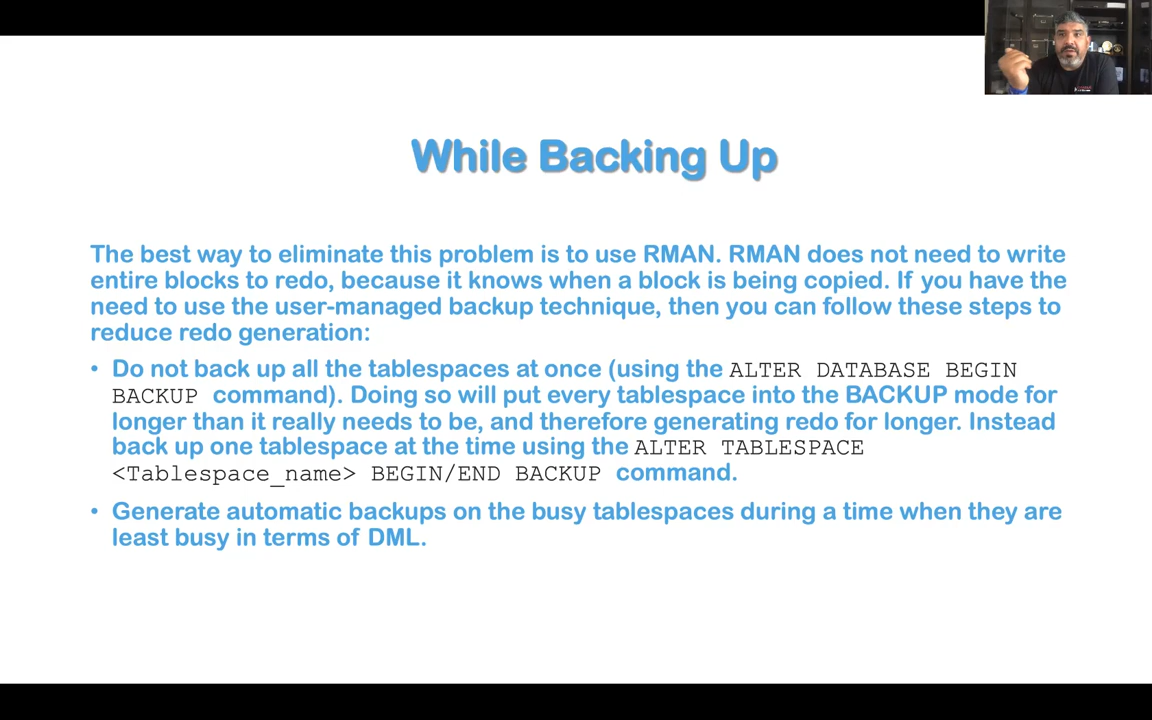 While Backing Up
The best way to eliminate this problem is to use RMAN. RMAN does not need to write
entire blocks to redo, because it knows when a block is being copied. If you have the
need to use the user-managed backup technique, then you can follow these steps to
reduce redo generation:
• Do not back up all the tablespaces at once (using the ALTER DATABASE BEGIN
BACKUP command). Doing so will put every tablespace into the BACKUP mode for
longer than it really needs to be, and therefore generating redo for longer. Instead
back up one tablespace at the time using the ALTER TABLESPACE
<Tablespace_name> BEGIN/END BACKUP command.
• Generate automatic backups on the busy tablespaces during a time when they are
least busy in terms of DML.